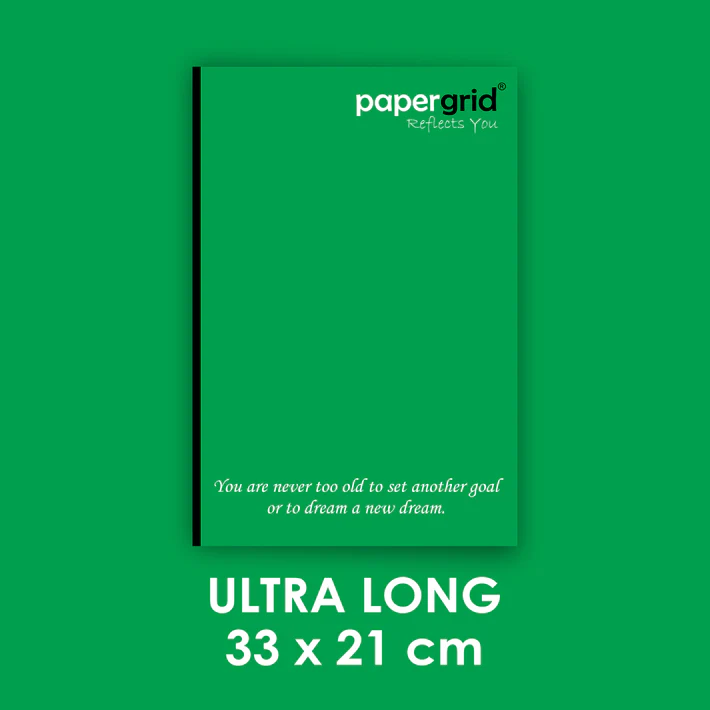 papergrid®
Reflects You
You are never too old to set another goal
or to dream a new dream.
ULTRA LONG
33 x 21 cm